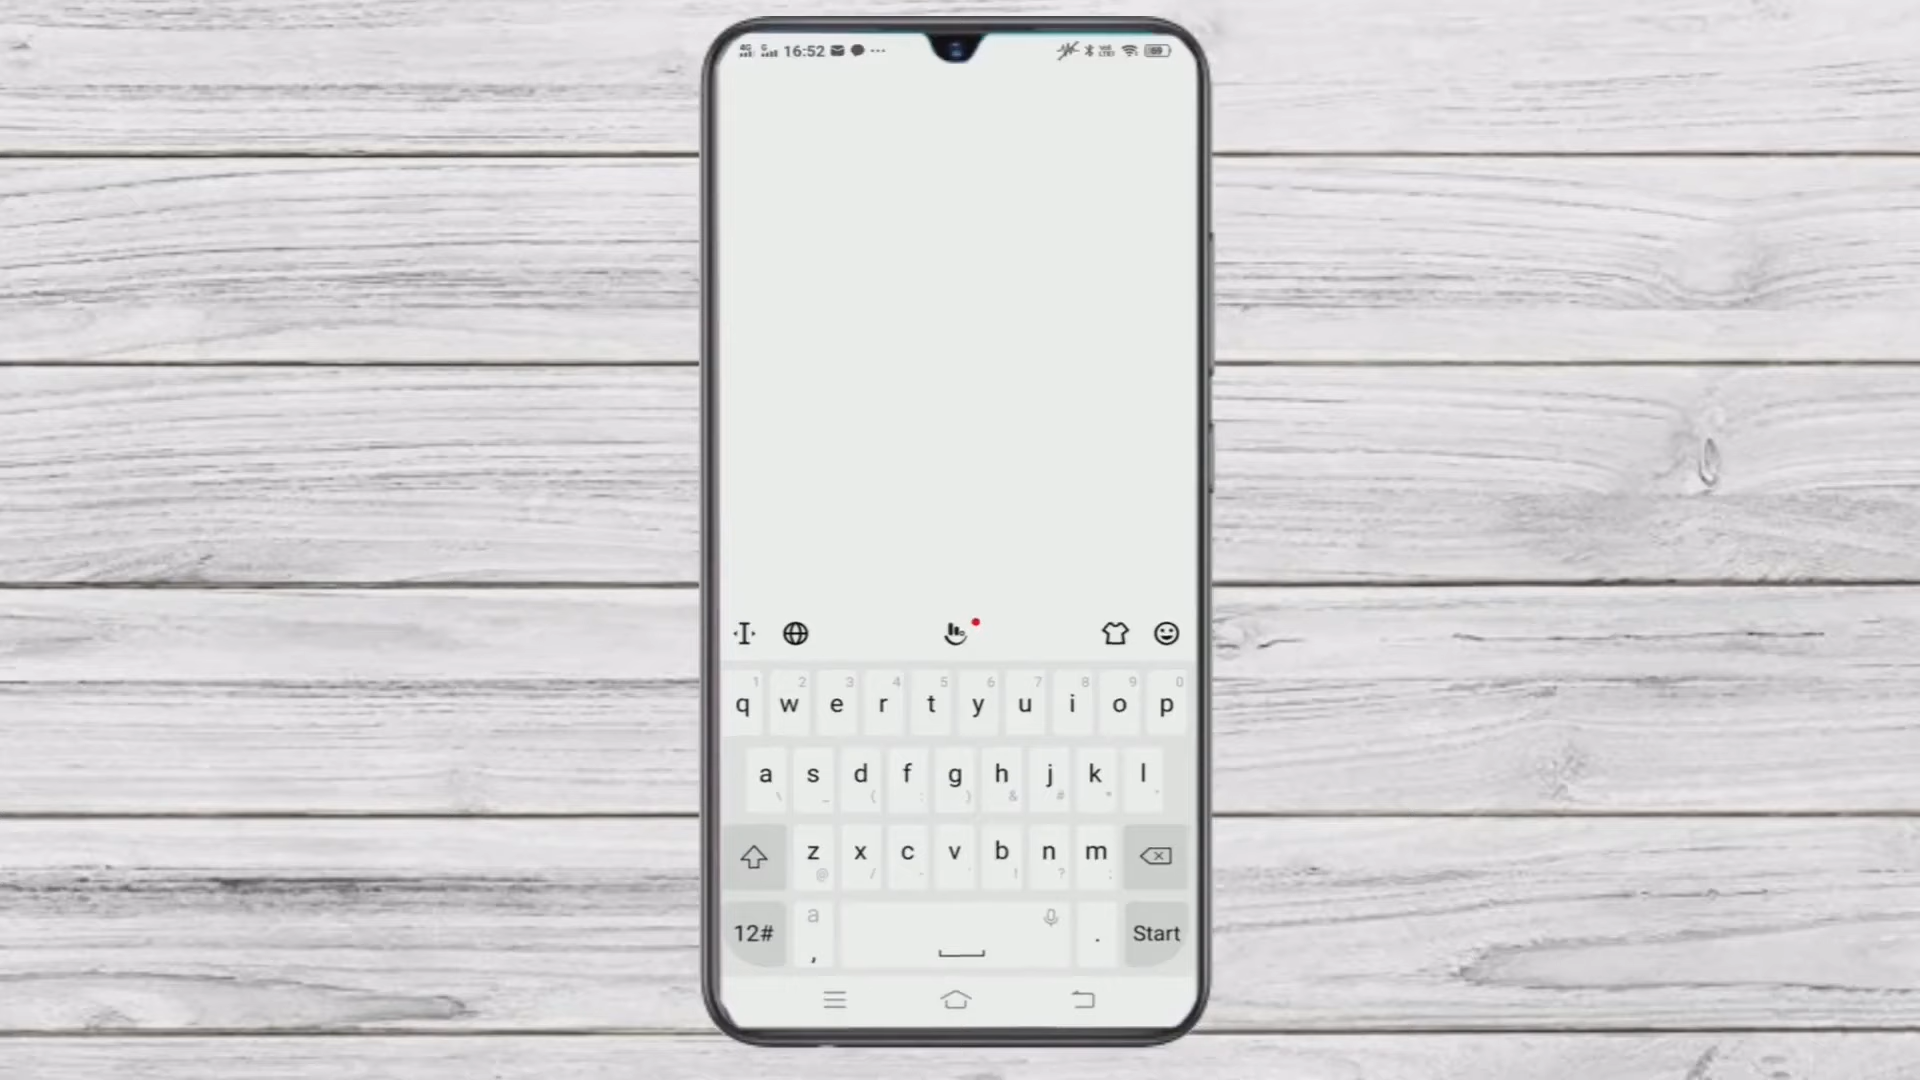 16:52
1 2 3 4 5 6 7 8 9 0
q w e r t y u i o p
a s d f g h j k l
\ _ ( : ) & #
z x c v b n m
@ / - ! ? ;
12# a , . Start